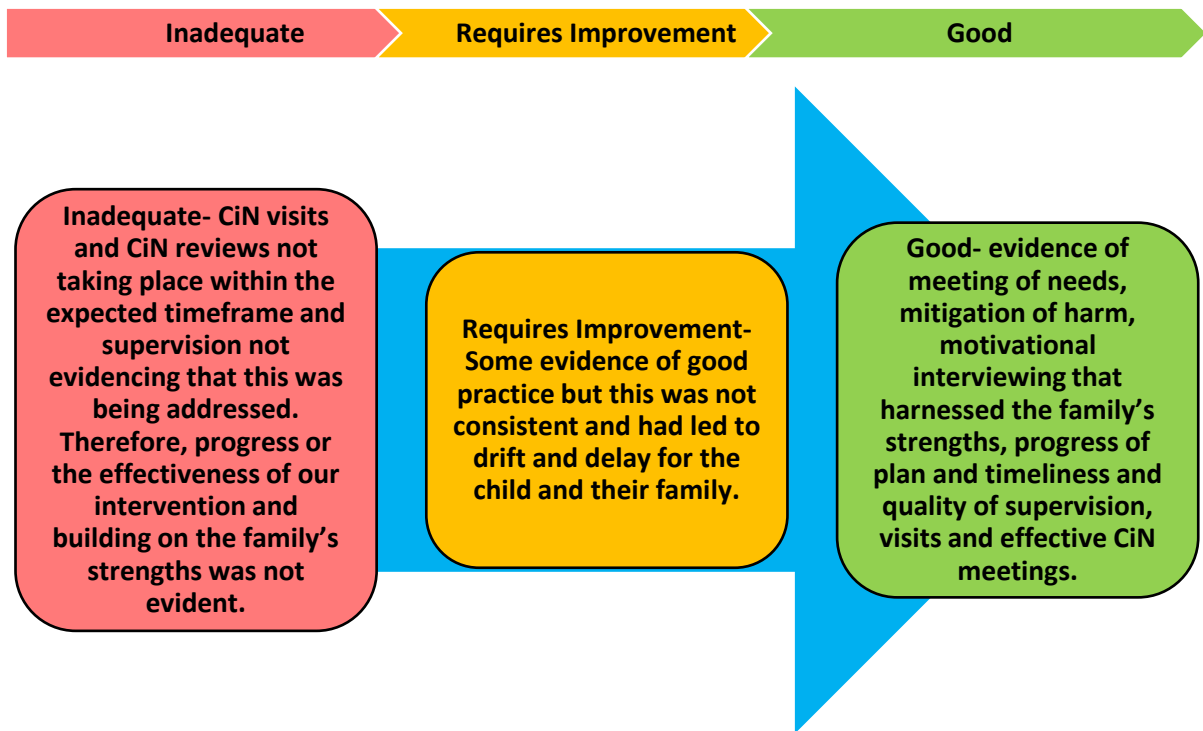 Inadequate
Requires Improvement
Good
Inadequate- CiN visits
and CiN reviews not
taking place within the
expected timeframe and
supervision not
evidencing that this was
being addressed.
Therefore, progress or
the effectiveness of our
intervention and
building on the family’s
strengths was not
evident.
Requires Improvement-
Some evidence of good
practice but this was not
consistent and had led to
drift and delay for the
child and their family.
Good- evidence of
meeting of needs,
mitigation of harm,
motivational
interviewing that
harnessed the family’s
strengths, progress of
plan and timeliness and
quality of supervision,
visits and effective CiN
meetings.